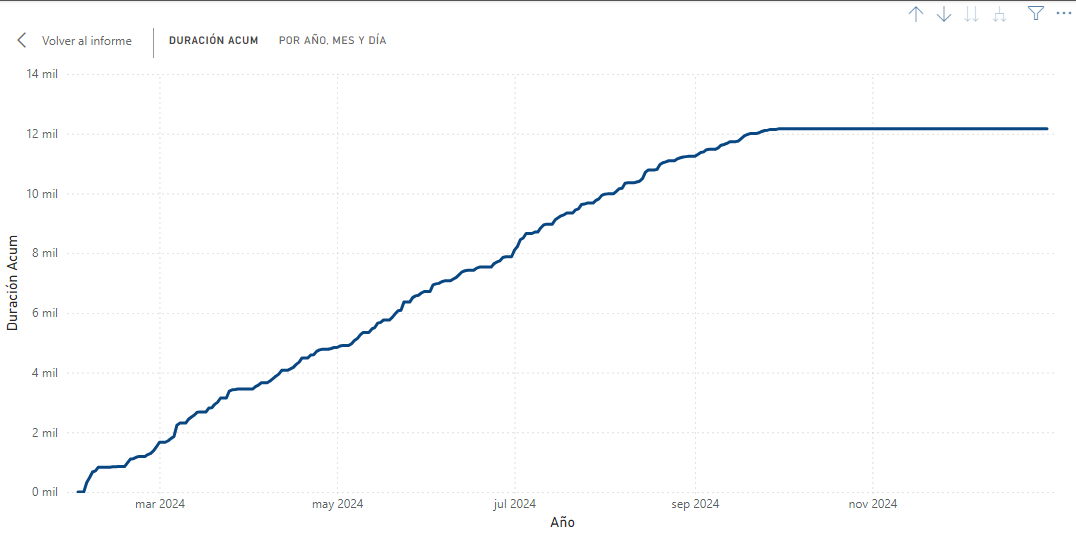 Volver al informe
DURACIÓN ACUM
POR AÑO, MES Y DÍA
14 mil
12 mil
10 mil
8 mil
6 mil
4 mil
2 mil
0 mil
Duración Acum
mar 2024
may 2024
jul 2024
sep 2024
nov 2024
Año